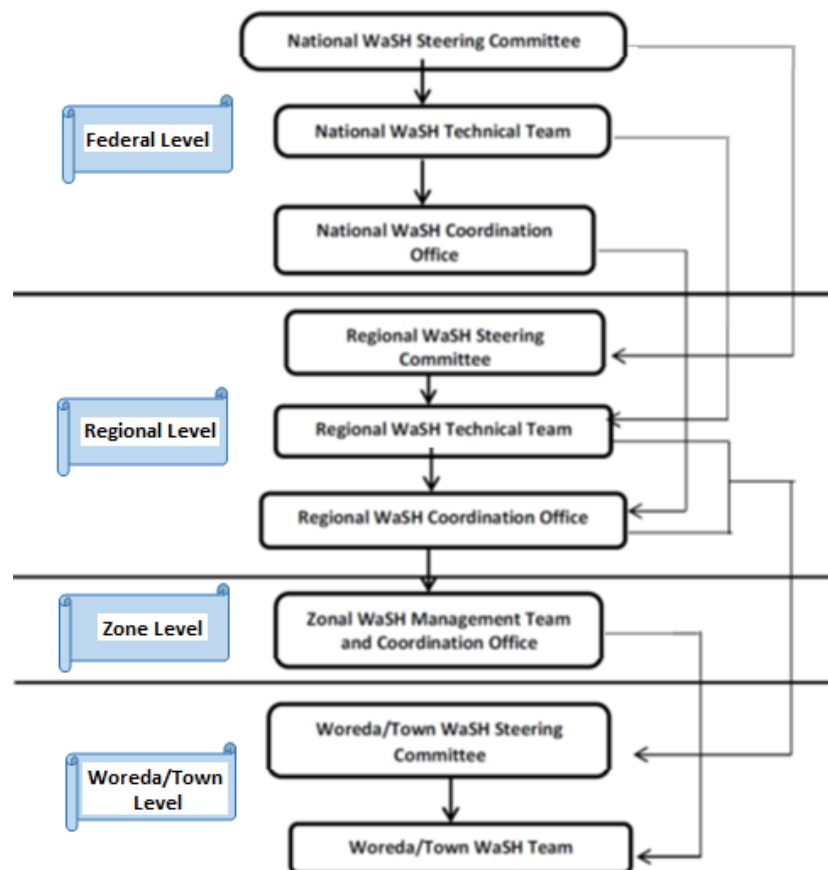 National WaSH Steering Committee
Federal Level
National WaSH Technical Team
National WaSH Coordination
Office
Regional WaSH Steering
Committee
Regional Level
Regional WaSH Technical Team
Regional WaSH Coordination Office
Zone Level
Zonal WaSH Management Team
and Coordination Office
Woreda/Town WaSH Steering
Committee
Woreda/Town
Level
Woreda/Town WaSH Team